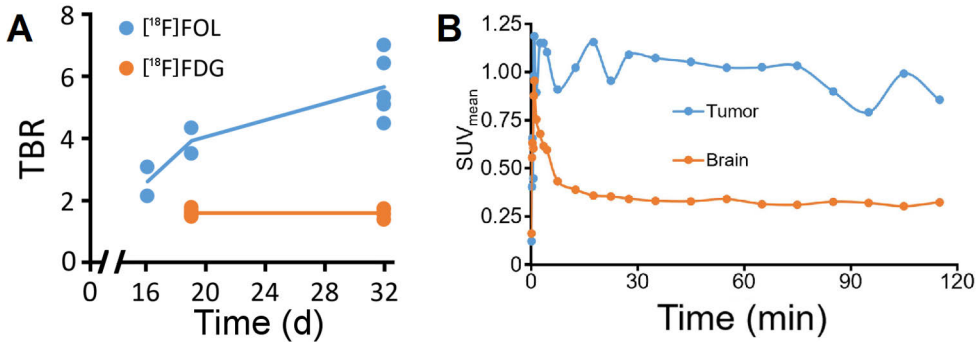 A
8
6
4
2
0
TBR
[¹⁸F]FOL
[¹⁸F]FDG
0
16
20
24
28
32
Time (d)
B
1.25
1.00
0.75
0.50
0.25
0
SUVmean
Tumor
Brain
0
30
60
90
120
Time (min)